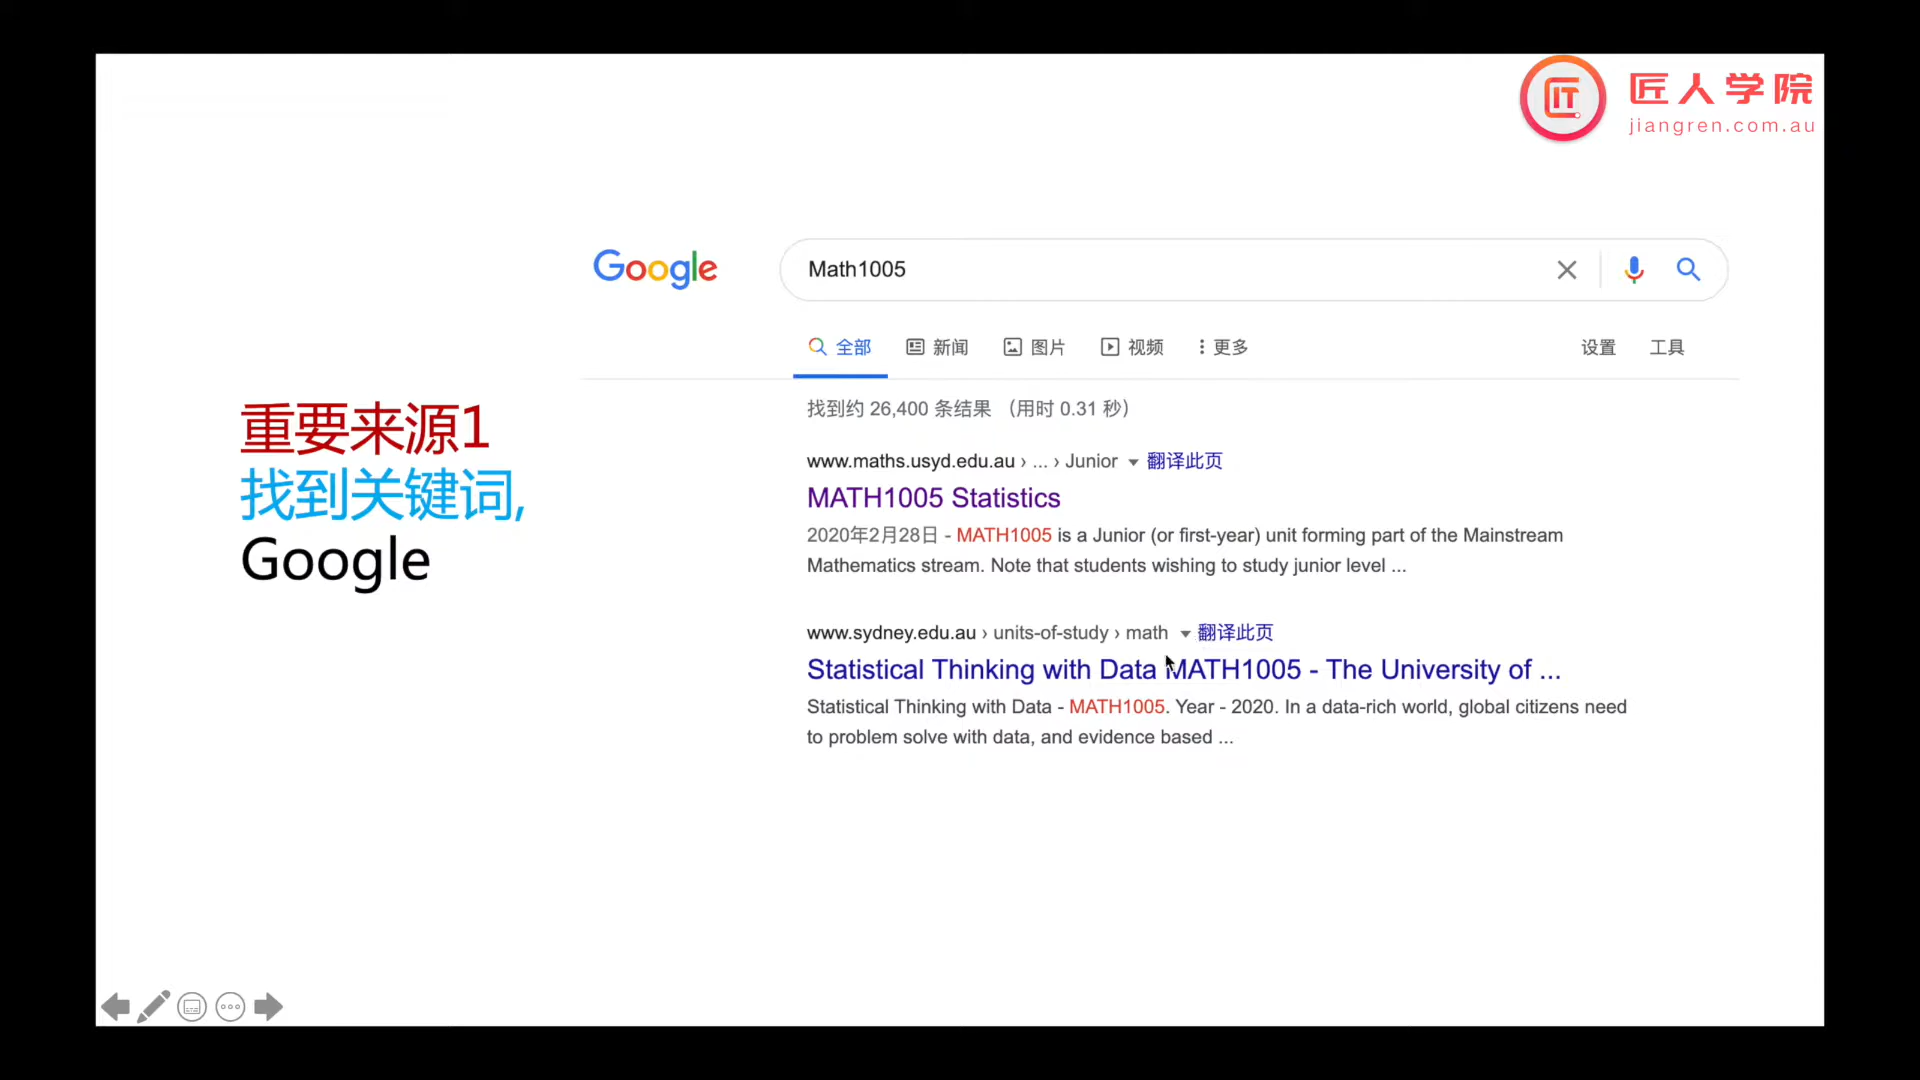 匠人学院
jiangren.com.au
重要来源1
找到关键词,
Google
Google
Math1005
全部 新闻 图片 视频 更多 设置 工具
找到约 26,400 条结果 （用时 0.31 秒）
www.maths.usyd.edu.au › ... › Junior 翻译此页
MATH1005 Statistics
2020年2月28日 - MATH1005 is a Junior (or first-year) unit forming part of the Mainstream
Mathematics stream. Note that students wishing to study junior level ...
www.sydney.edu.au › units-of-study › math 翻译此页
Statistical Thinking with Data MATH1005 - The University of ...
Statistical Thinking with Data - MATH1005. Year - 2020. In a data-rich world, global citizens need
to problem solve with data, and evidence based ...